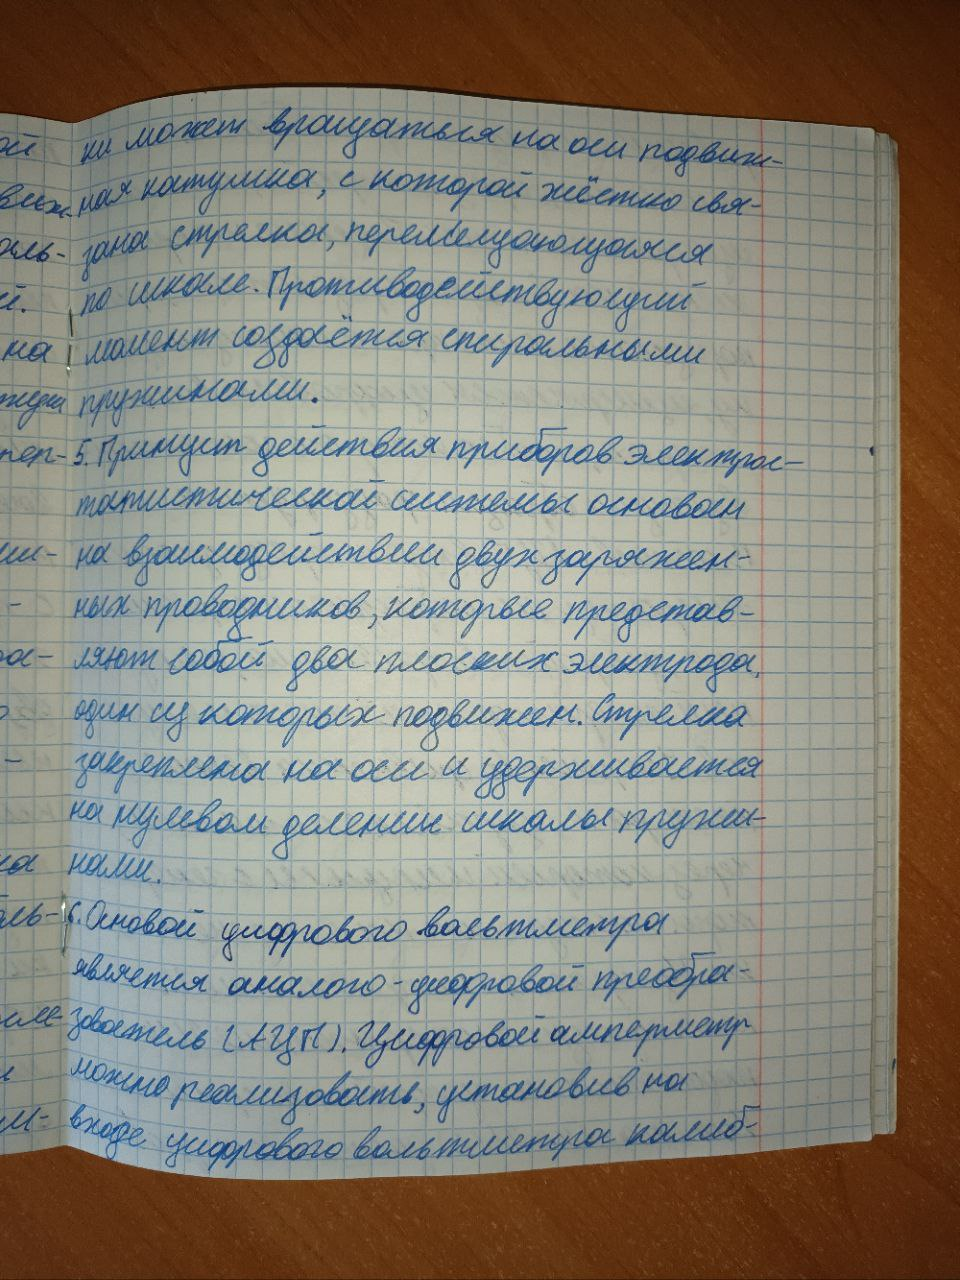 ки может вращаться на оси подвиж-
ная катушка, с которой жёстко свя-
зана стрелка, перемещающаяся
по шкале. Противодействующий
момент создаётся спиральными
пружинами.
5. Принцип действия приборов электрос-
татистической системы основан
на взаимодействии двух заряжен-
ных проводников, которые представ-
ляют собой два плоских электрода,
один из которых подвижен. Стрелка
закреплена на оси и удерживается
на нулевом делении шкалы пружи-
нами.
6. Основой цифрового вольтметра
является аналого-цифровой преобра-
зователь (АЦП). Цифровой амперметр
можно реализовать, установив на
входе цифрового вольтметра калиб-